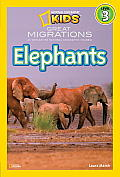 NATIONAL GEOGRAPHIC
KIDS
LEVEL 3
GREAT
MIGRATIONS
Elephants
Laura Marsh